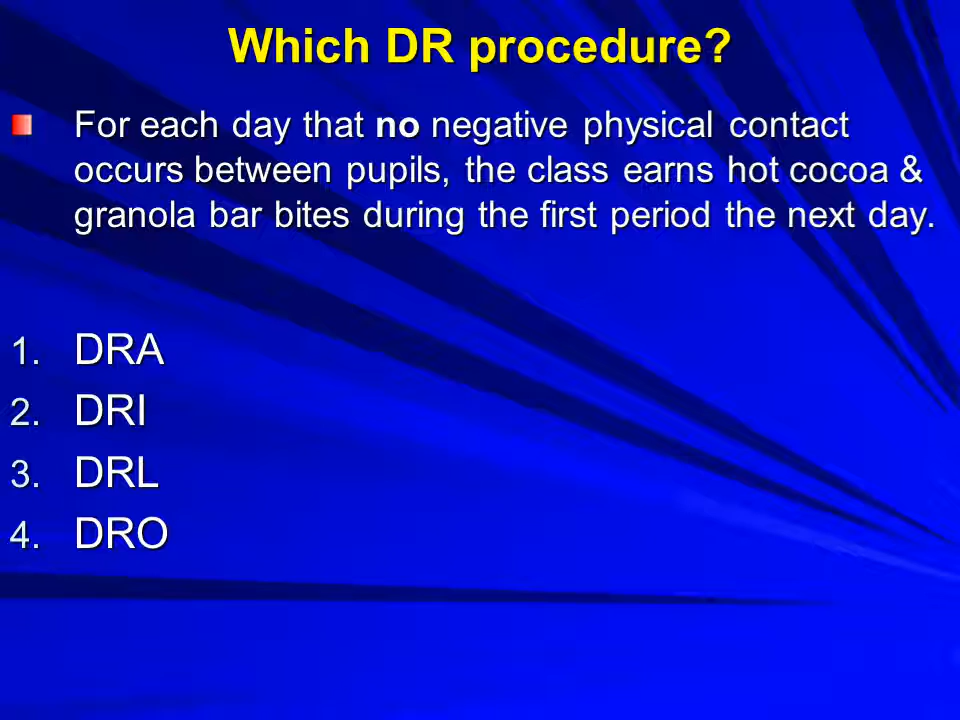 Which DR procedure?
For each day that no negative physical contact
occurs between pupils, the class earns hot cocoa &
granola bar bites during the first period the next day.
1. DRA
2. DRI
3. DRL
4. DRO